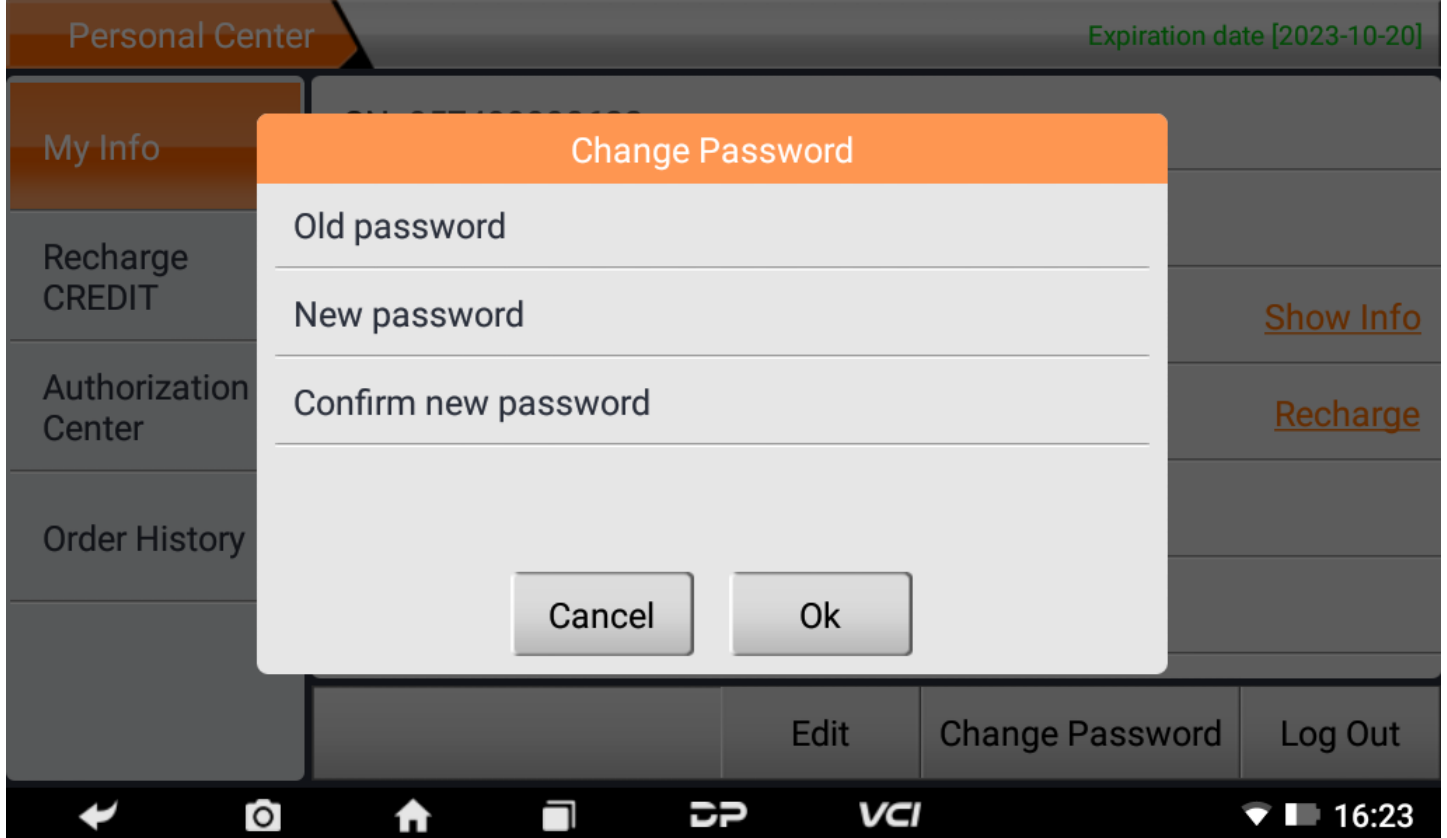 Personal Center
Expiration date [2023-10-20]
My Info
Change Password
Old password
New password
Confirm new password
Cancel
Ok
Recharge
CREDIT
Authorization
Center
Order History
Show Info
Recharge
Edit
Change Password
Log Out
DP
VCI
16:23